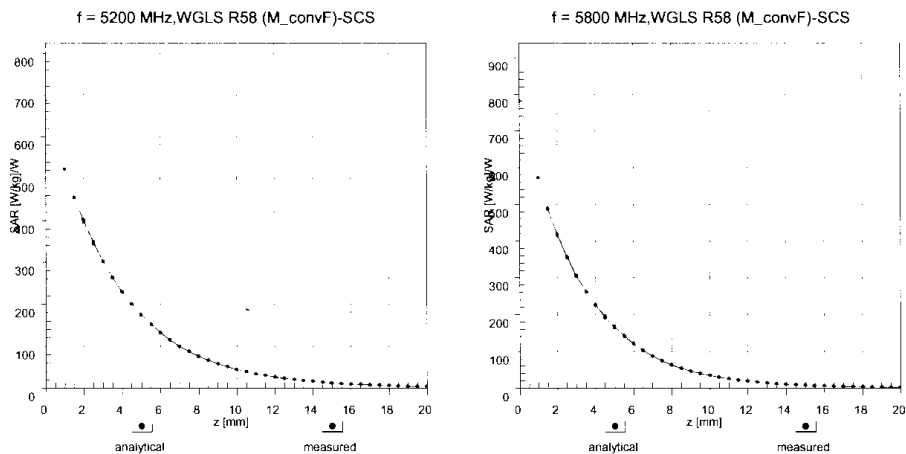 f = 5200 MHz,WGLS R58 (M_convF)-SCS
800
700
600
500
400
300
200
100
0
SAR [W/kg]/W
0 2 4 6 8 10 12 14 16 18 20
z [mm]
analytical measured
f = 5800 MHz,WGLS R58 (M_convF)-SCS
900
800
700
600
500
400
300
200
100
0
SAR [W/kg]/W
0 2 4 6 8 10 12 14 16 18 20
z [mm]
analytical measured